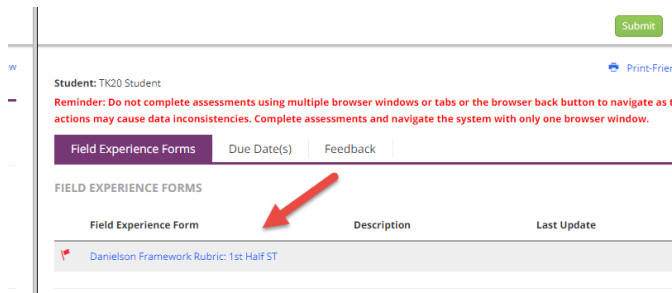 Submit
w
Print-Frien
Student: TK20 Student
Reminder: Do not complete assessments using multiple browser windows or tabs or the browser back button to navigate as t
actions may cause data inconsistencies. Complete assessments and navigate the system with only one browser window.
Field Experience Forms Due Date(s) Feedback
FIELD EXPERIENCE FORMS
Field Experience Form Description Last Update
Danielson Framework Rubric: 1st Half ST